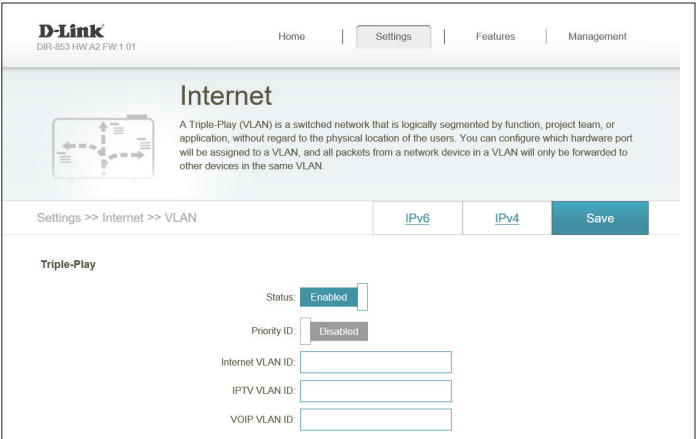 D-Link
DIR-853 HW:A2 FW:1.01
Home
Settings
Features
Management
Internet
A Triple-Play (VLAN) is a switched network that is logically segmented by function, project team, or
application, without regard to the physical location of the users. You can configure which hardware port
will be assigned to a VLAN, and all packets from a network device in a VLAN will only be forwarded to
other devices in the same VLAN.
Settings >> Internet >> VLAN
IPv6
IPv4
Save
Triple-Play
Status: Enabled
Priority ID: Disabled
Internet VLAN ID:
IPTV VLAN ID:
VOIP VLAN ID: